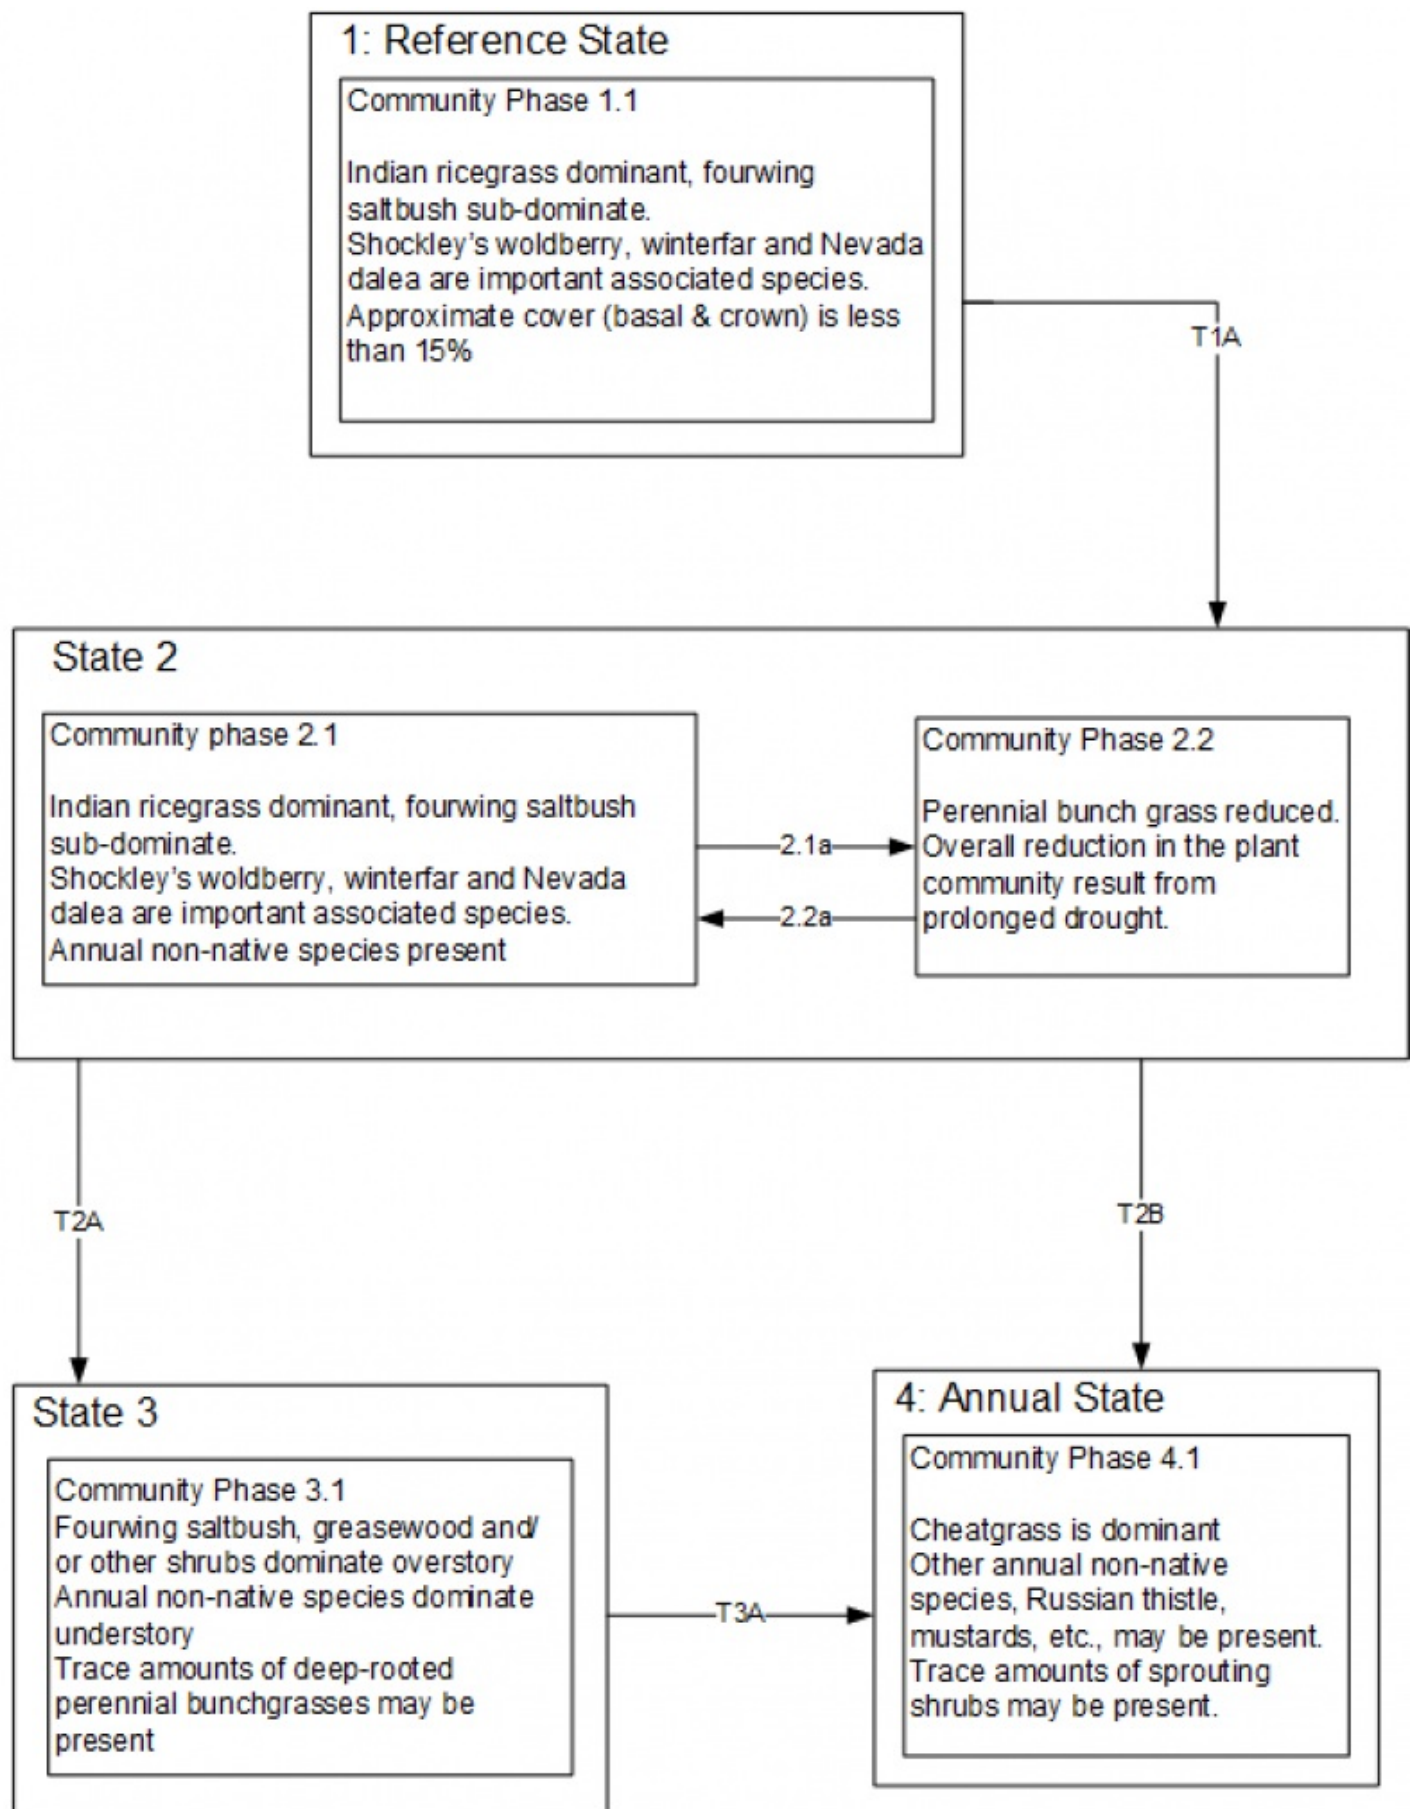 1: Reference State
Community Phase 1.1
Indian ricegrass dominant, fourwing
saltbush sub-dominate.
Shockley's woldberry, winterfar and Nevada
dalea are important associated species.
Approximate cover (basal & crown) is less
than 15%
T1A
State 2
Community phase 2.1
Indian ricegrass dominant, fourwing saltbush
sub-dominate.
Shockley's woldberry, winterfar and Nevada
dalea are important associated species.
Annual non-native species present
2.1a
2.2a
Community Phase 2.2
Perennial bunch grass reduced.
Overall reduction in the plant
community result from
prolonged drought.
T2A
T2B
State 3
Community Phase 3.1
Fourwing saltbush, greasewood and/
or other shrubs dominate overstory
Annual non-native species dominate
understory
Trace amounts of deep-rooted
perennial bunchgrasses may be
present
T3A
4: Annual State
Community Phase 4.1
Cheatgrass is dominant
Other annual non-native
species, Russian thistle,
mustards, etc., may be present.
Trace amounts of sprouting
shrubs may be present.